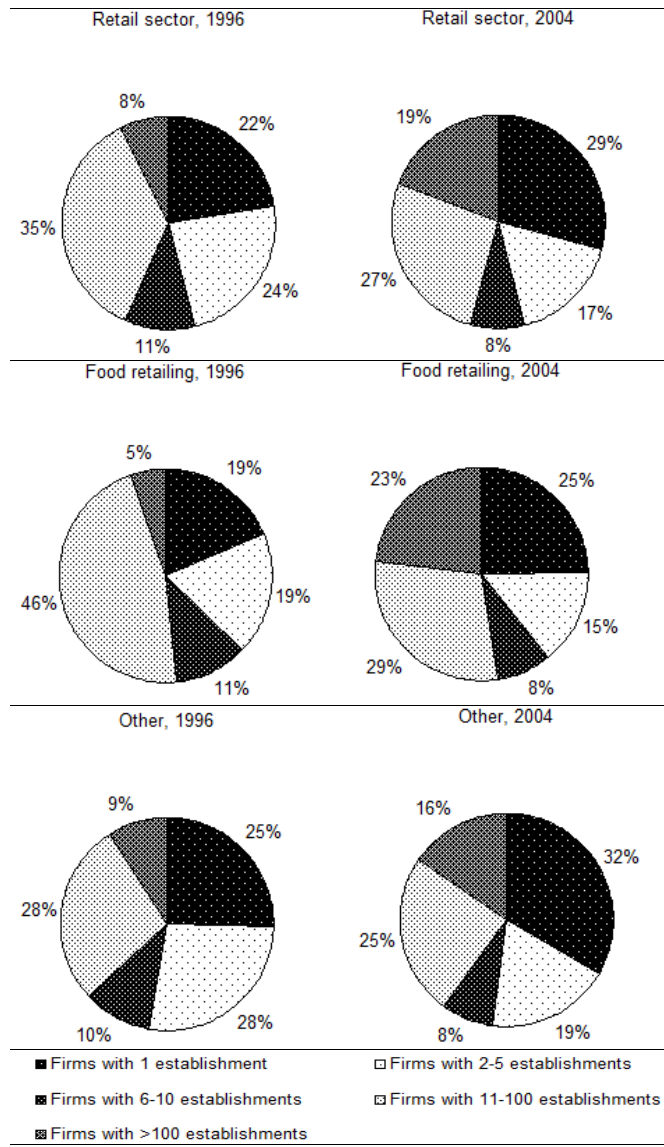 Retail sector, 1996
Retail sector, 2004
8%
22%
35%
24%
11%
19%
29%
27%
17%
8%
Food retailing, 1996
Food retailing, 2004
5%
19%
46%
19%
11%
23%
25%
29%
15%
8%
Other, 1996
Other, 2004
9%
25%
28%
28%
10%
16%
32%
25%
19%
8%
Firms with 1 establishment
Firms with 2-5 establishments
Firms with 6-10 establishments
Firms with 11-100 establishments
Firms with >100 establishments